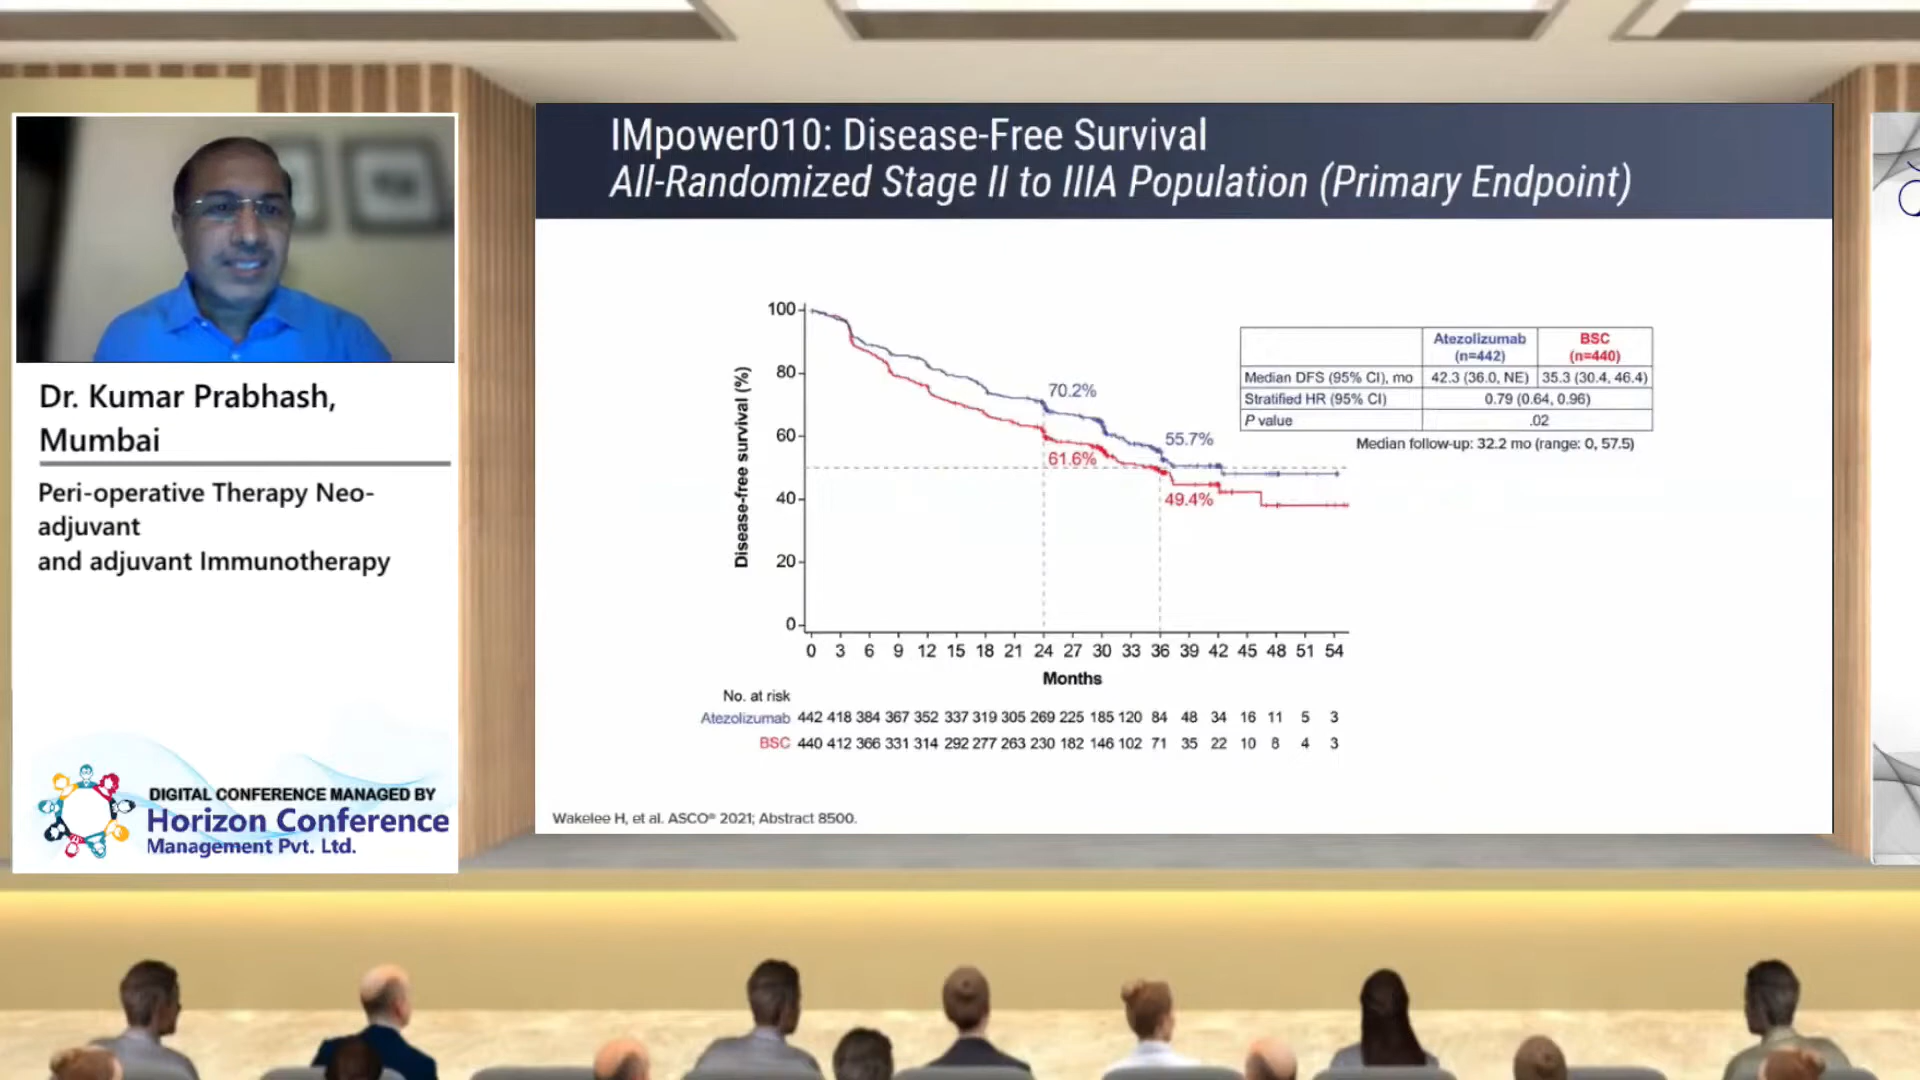 IMpower010: Disease-Free Survival
All-Randomized Stage II to IIIA Population (Primary Endpoint)
Dr. Kumar Prabhash,
Mumbai
Peri-operative Therapy Neo-
adjuvant
and adjuvant Immunotherapy
DIGITAL CONFERENCE MANAGED BY
Horizon Conference
Management Pvt. Ltd.
Disease-free survival (%)
100
80
60
40
20
0
70.2%
61.6%
55.7%
49.4%
0 3 6 9 12 15 18 21 24 27 30 33 36 39 42 45 48 51 54
Months
Atezolizumab (n=442) BSC (n=440)
Median DFS (95% CI), mo 42.3 (36.0, NE) 35.3 (30.4, 46.4)
Stratified HR (95% CI) 0.79 (0.64, 0.96)
P value .02
Median follow-up: 32.2 mo (range: 0, 57.5)
No. at risk
Atezolizumab 442 418 384 367 352 337 319 305 269 225 185 120 84 48 34 16 11 5 3
BSC 440 412 366 331 314 292 277 263 230 182 146 102 71 35 22 10 8 4 3
Wakelee H, et al. ASCO® 2021; Abstract 8500.